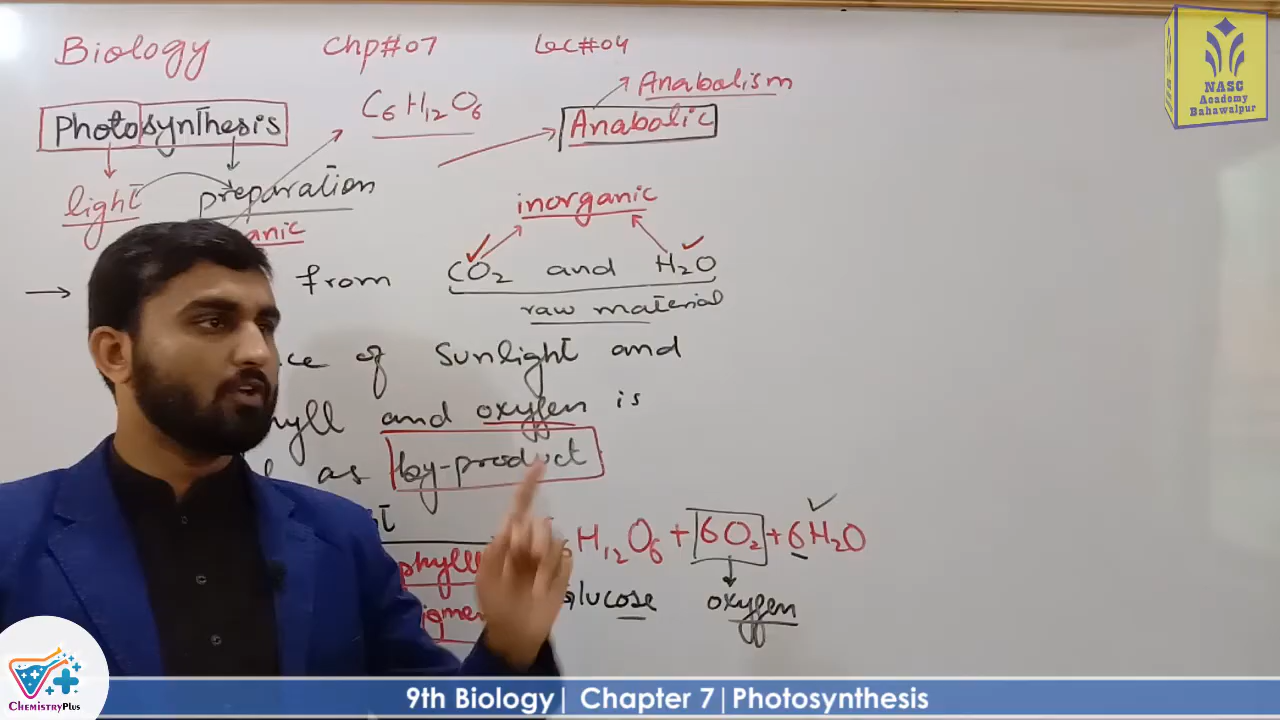 Biology Chp#07 Lec#04
Anabolism
C6H12O6
Photosynthesis Anabolic
light preparation
inorganic
from CO2 and H2O
raw material
of Sunlight and
and oxygen is
as by-product
H12O6 + 6O2 + 6H2O
glucose oxygen
NASC
Academy
Bahawalpur
ChemistryPlus
9th Biology| Chapter 7|Photosynthesis